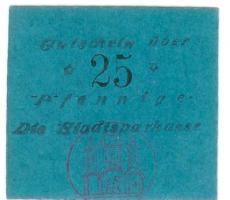 Gutschein über
25
-Pfennige-
Die Stadtsparkasse